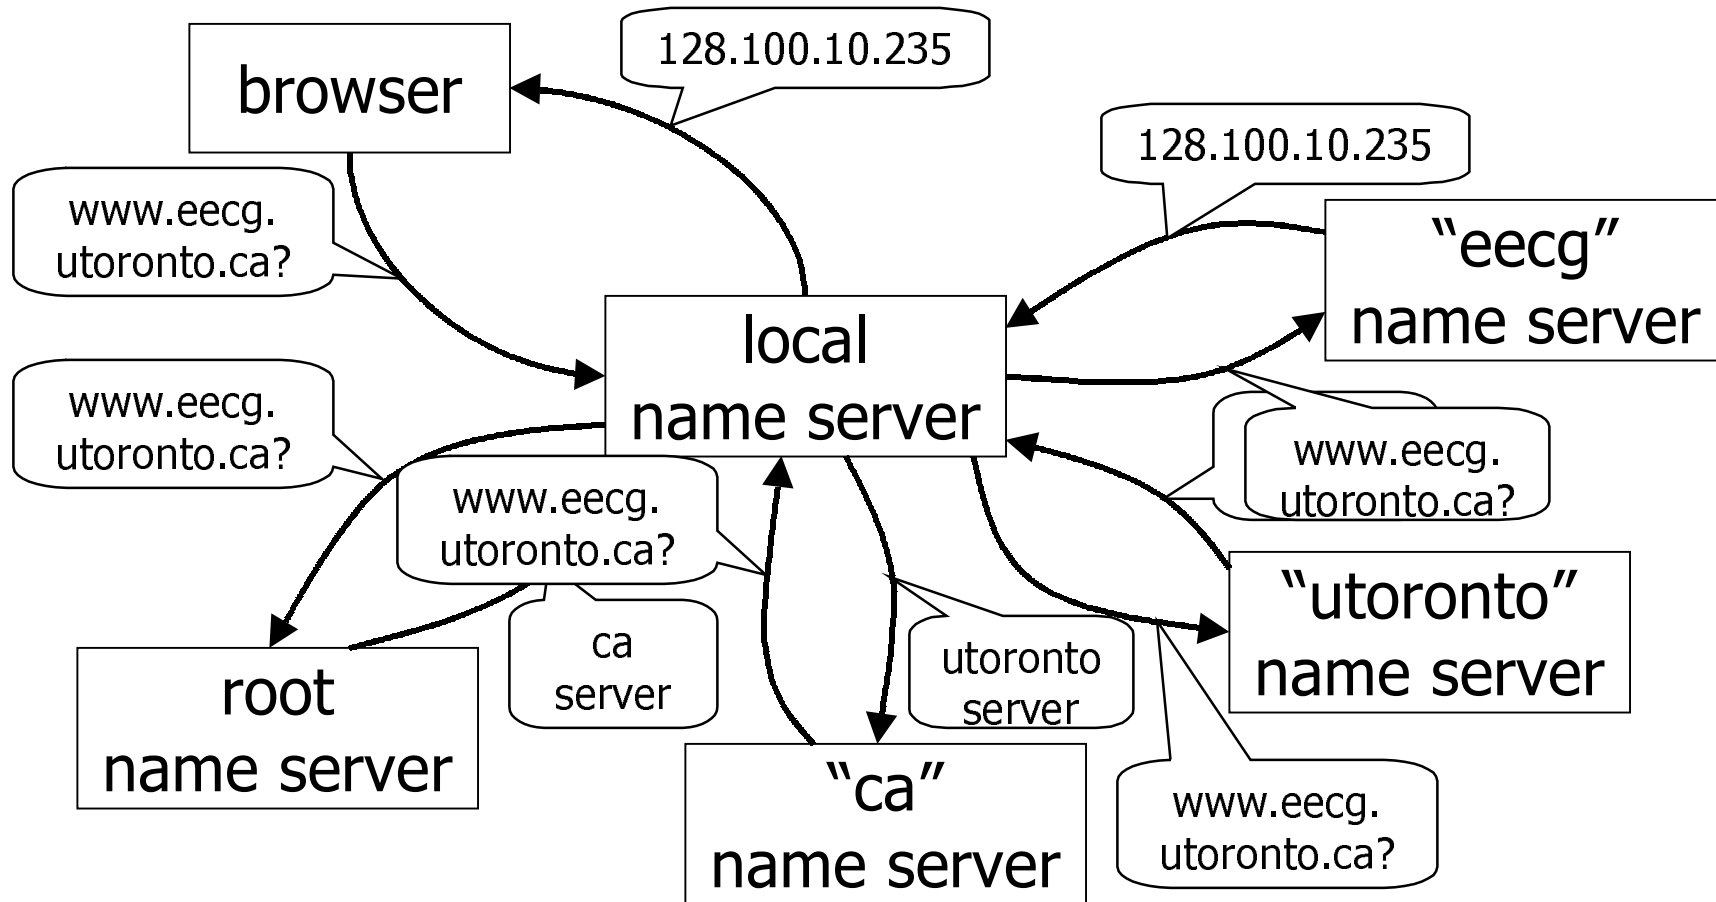 128.100.10.235
browser
128.100.10.235
www.eecg.
utoronto.ca?
“eecg”
name server
local
name server
www.eecg.
utoronto.ca?
www.eecg.
utoronto.ca?
www.eecg.
utoronto.ca?
“utoronto”
name server
ca
server
utoronto
server
root
name server
“ca”
name server
www.eecg.
utoronto.ca?